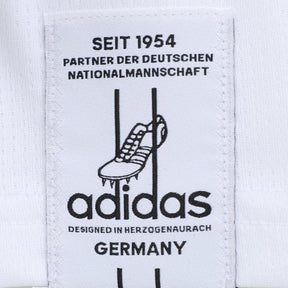 SEIT 1954
PARTNER DER DEUTSCHEN
NATIONALMANNSCHAFT
adidas
DESIGNED IN HERZOGENAURACH
GERMANY